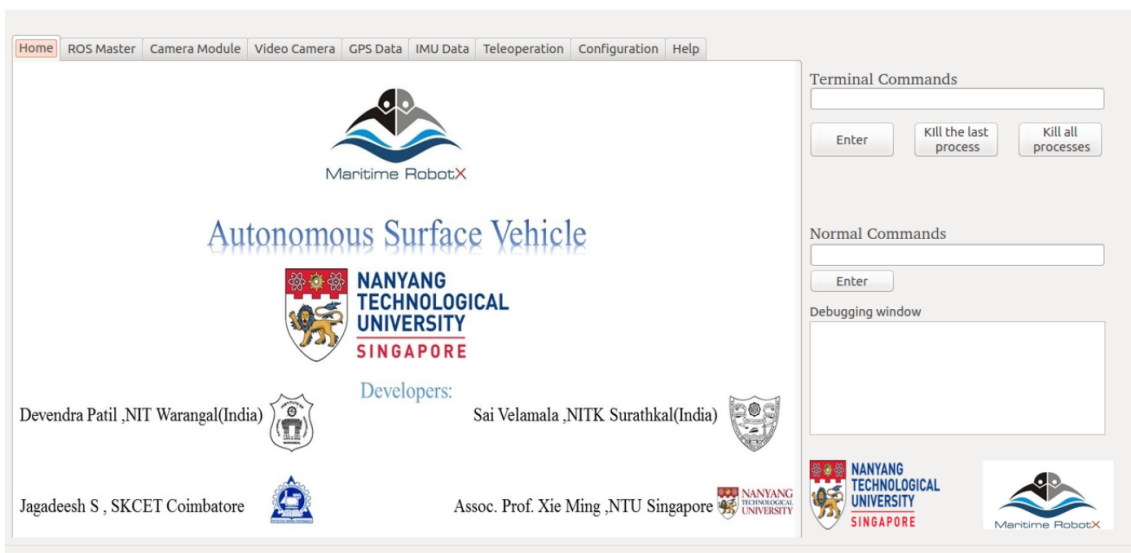 Home ROS Master Camera Module Video Camera GPS Data IMU Data Teleoperation Configuration Help
Maritime RobotX
Autonomous Surface Vehicle
NANYANG
TECHNOLOGICAL
UNIVERSITY
SINGAPORE
Developers:
Devendra Patil ,NIT Warangal(India)
Sai Velamala ,NITK Surathkal(India)
Jagadeesh S , SKCET Coimbatore
Assoc. Prof. Xie Ming ,NTU Singapore
NANYANG
TECHNOLOGICAL
UNIVERSITY
Terminal Commands
Enter
KIll the last
process
Kill all
processes
Normal Commands
Enter
Debugging window
NANYANG
TECHNOLOGICAL
UNIVERSITY
SINGAPORE
Maritime RobotX